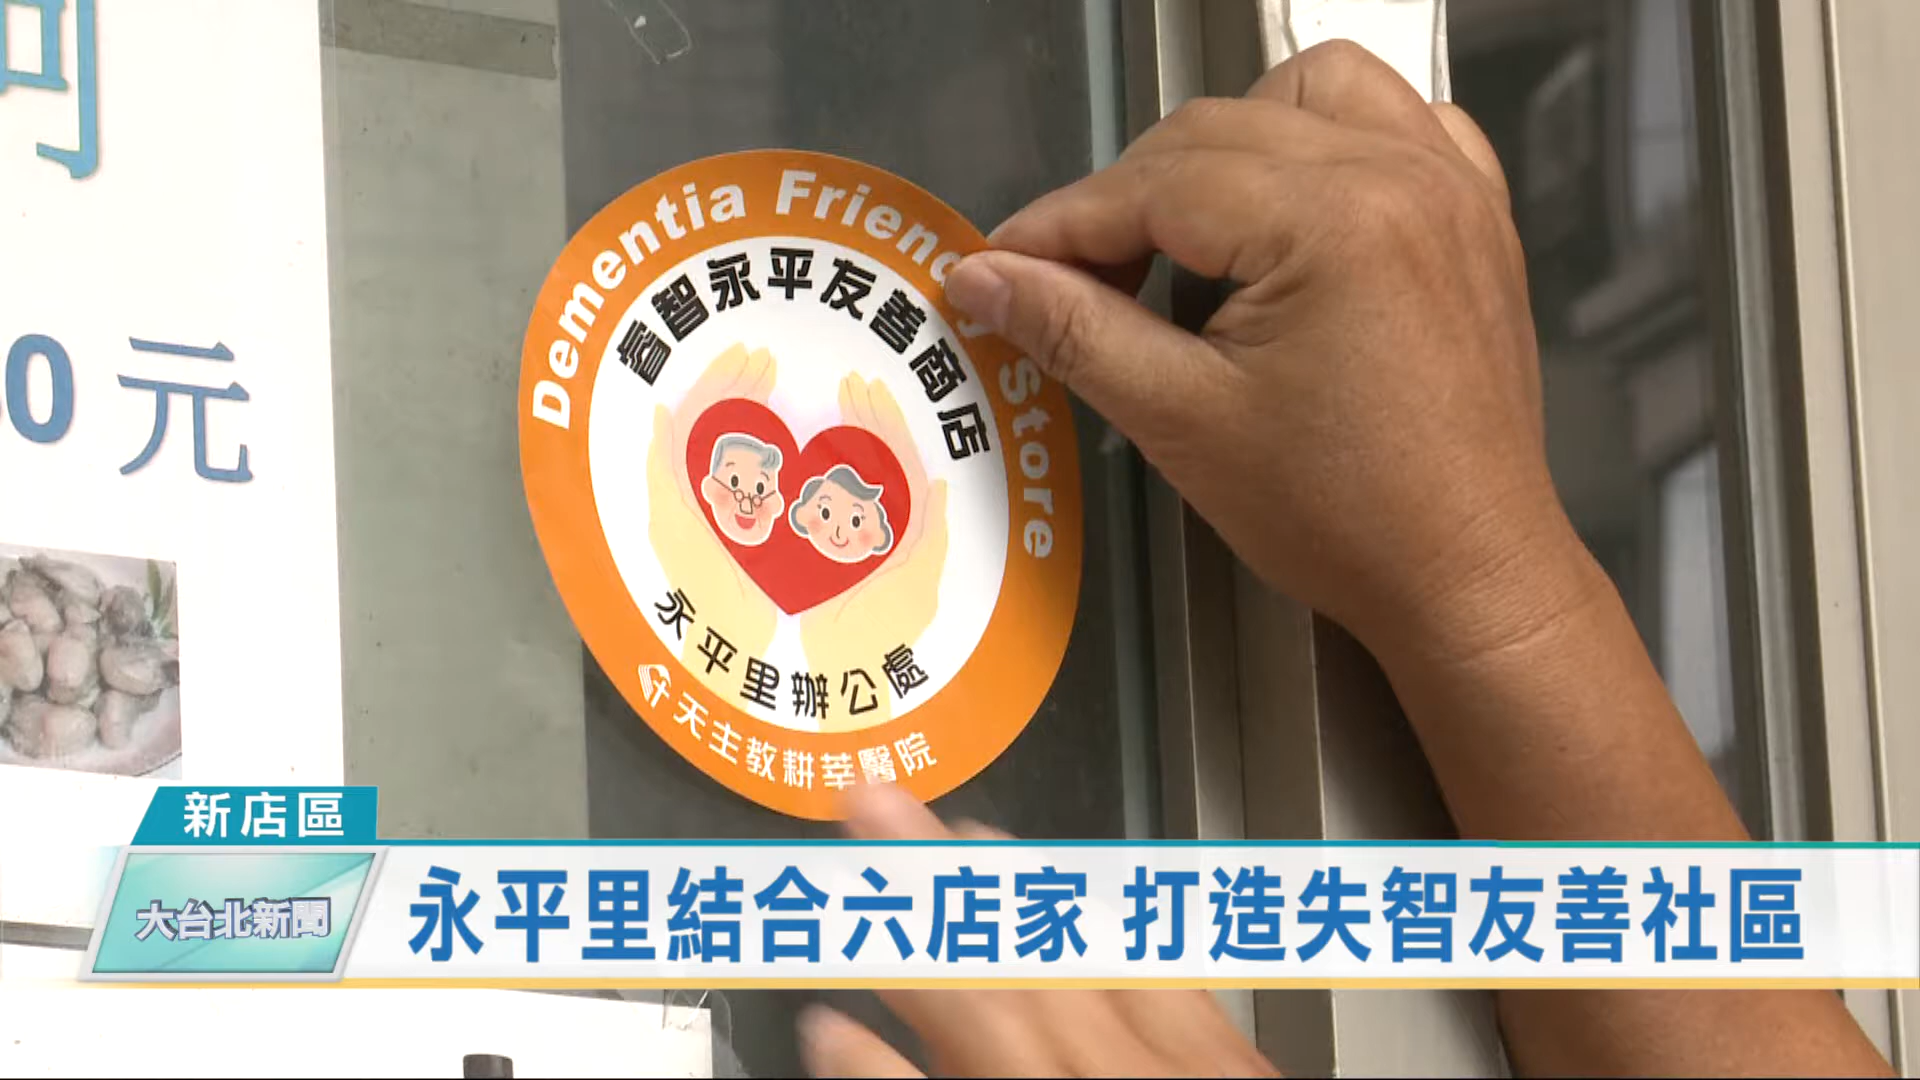 0 元
Dementia Friendly Store
睿智永平友善商店
永平里辦公處
天主教耕莘醫院
新店區
大台北新聞
永平里結合六店家 打造失智友善社區